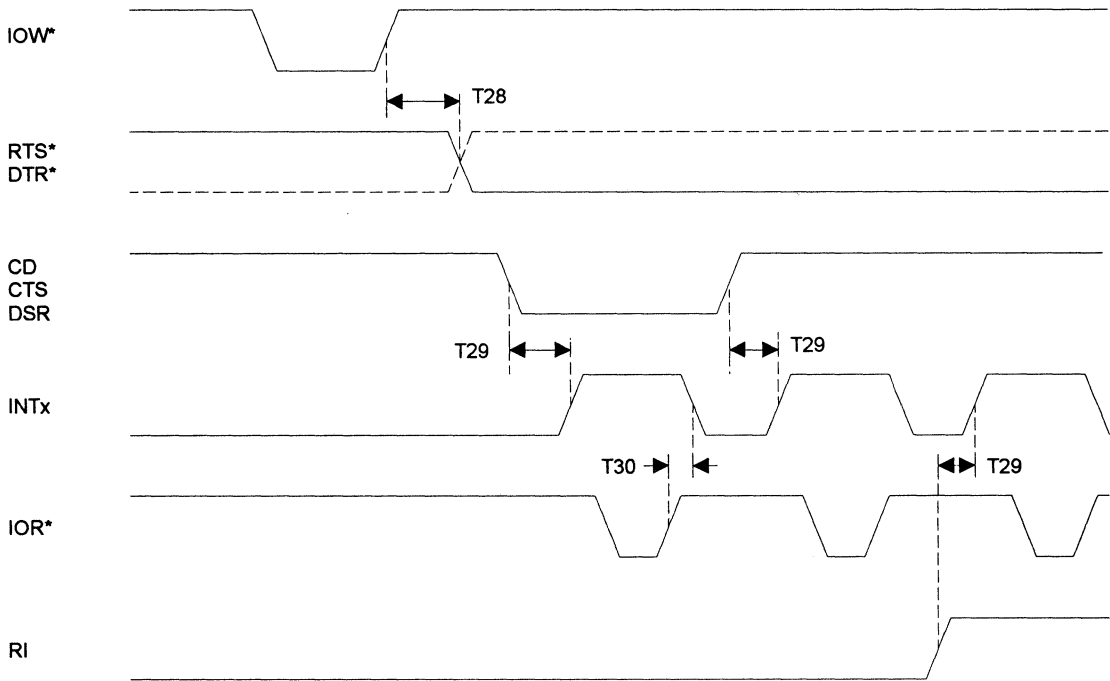 IOW*
T28
RTS*
DTR*
CD
CTS
DSR
T29
T29
INTx
T30
T29
IOR*
RI